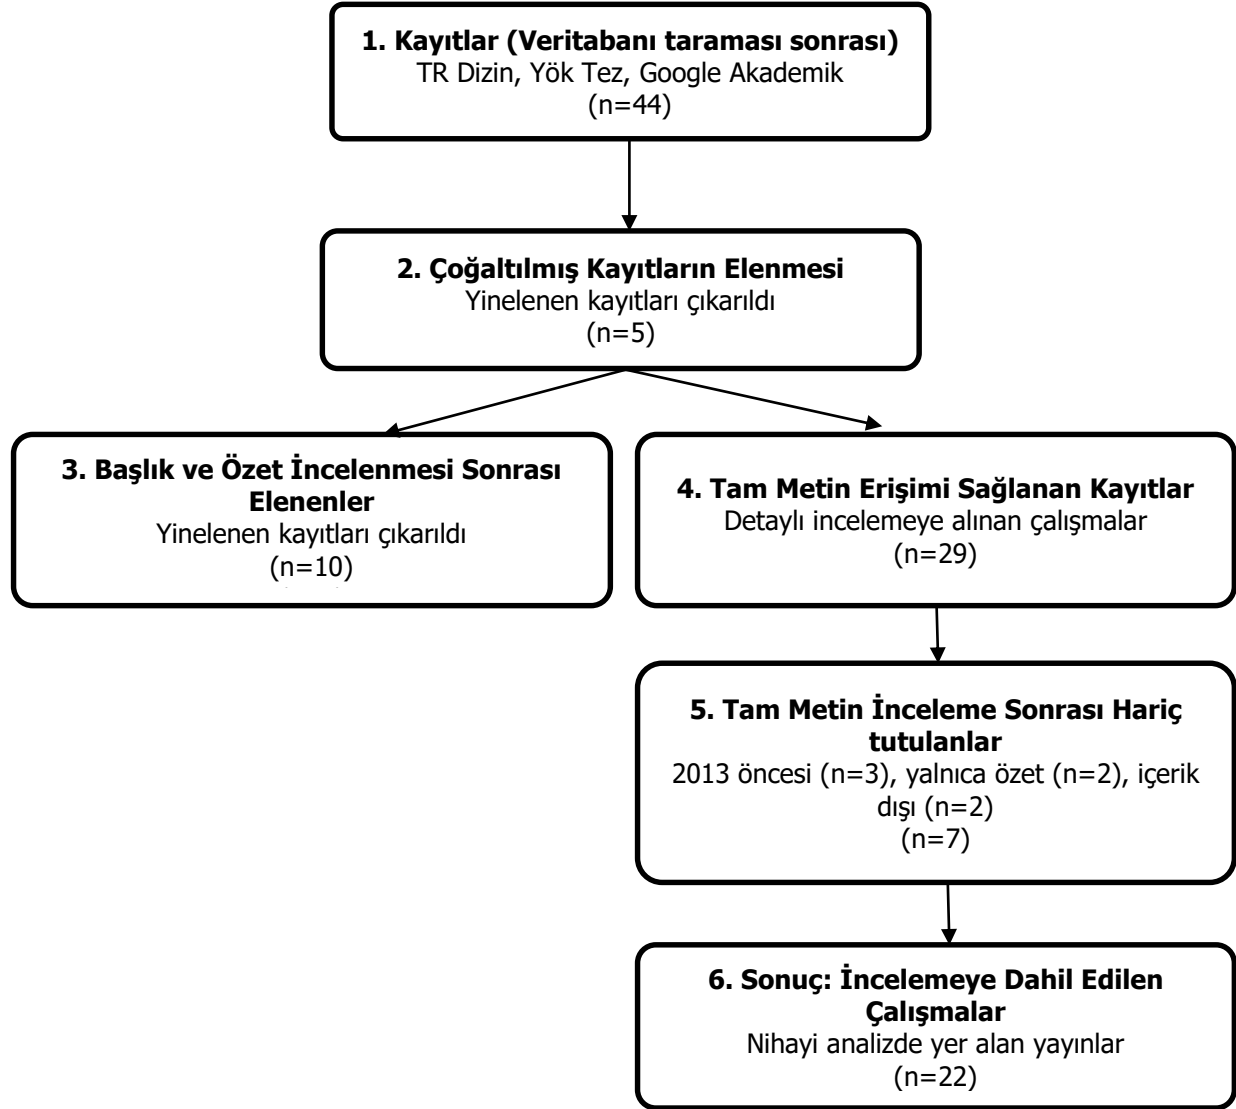 1. Kayıtlar (Veritabanı taraması sonrası)
TR Dizin, Yök Tez, Google Akademik
(n=44)
2. Çoğaltılmış Kayıtların Elenmesi
Yinelenen kayıtları çıkarıldı
(n=5)
3. Başlık ve Özet İncelenmesi Sonrası
Elenenler
Yinelenen kayıtları çıkarıldı
(n=10)
4. Tam Metin Erişimi Sağlanan Kayıtlar
Detaylı incelemeye alınan çalışmalar
(n=29)
5. Tam Metin İnceleme Sonrası Hariç
tutulanlar
2013 öncesi (n=3), yalnıca özet (n=2), içerik
dışı (n=2)
(n=7)
6. Sonuç: İncelemeye Dahil Edilen
Çalışmalar
Nihayi analizde yer alan yayınlar
(n=22)